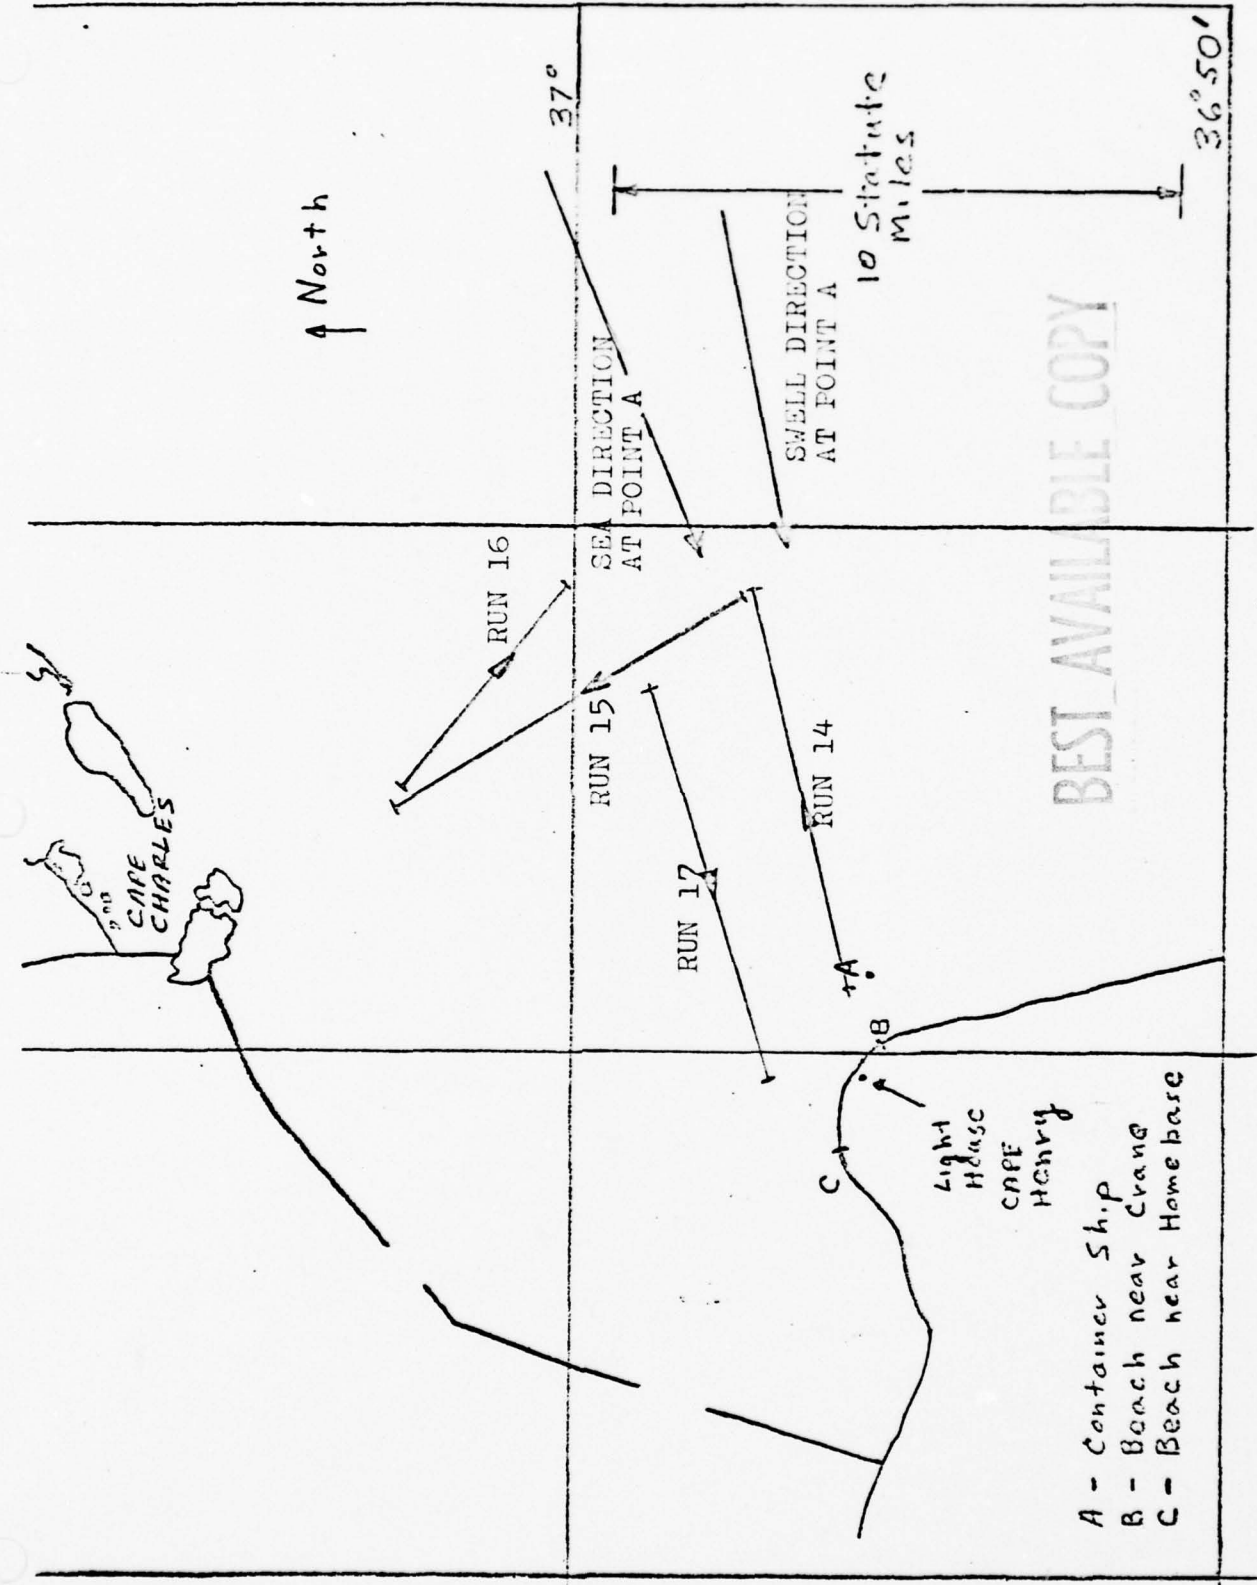 37°
36°50'
North
10 Statute
Miles
SEA DIRECTION
AT POINT A
SWELL DIRECTION
AT POINT A
RUN 16
RUN 15
RUN 14
RUN 17
CAPE
CHARLES
A
B
C
Light
House
CAPE
Henry
A - Container Ship
B - Beach near Crane
C - Beach near Homebase
BEST AVAILABLE COPY